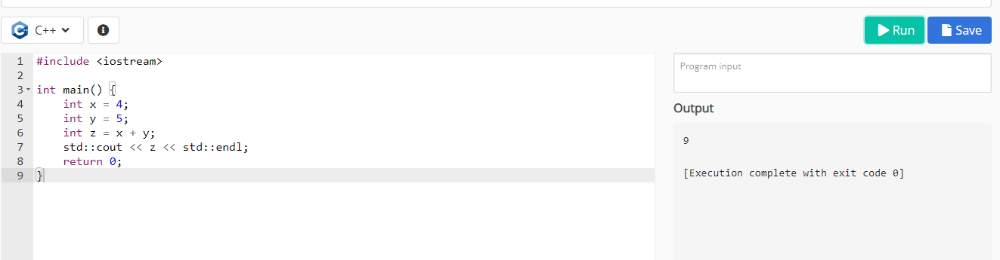 C++
Run
Save
1 #include <iostream>
2
3 int main() {
4     int x = 4;
5     int y = 5;
6     int z = x + y;
7     std::cout << z << std::endl;
8     return 0;
9 }
Program input
Output
9
[Execution complete with exit code 0]